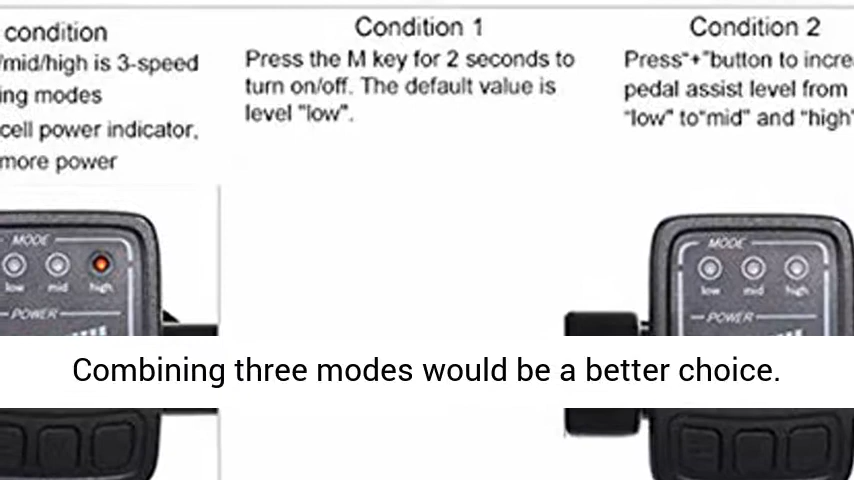 condition
/mid/high is 3-speed
ing modes
cell power indicator,
more power
Condition 1
Press the M key for 2 seconds to
turn on/off. The default value is
level "low".
Condition 2
Press"+"button to incre
pedal assist level from
"low" to"mid" and "high"
MODE
low mid high
POWER
MODE
low mid high
POWER
Combining three modes would be a better choice.